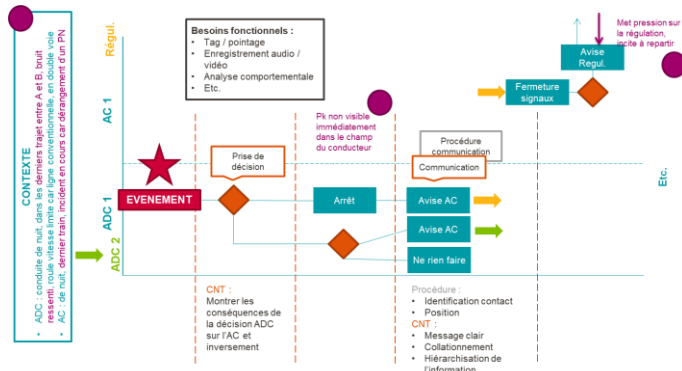 CONTEXTE
• ADC : conduite de nuit, dans les derniers trajet entre A et B, bruit
ressenti, roule vitesse limite car ligne conventionnelle, en double voie
• AC : de nuit, dernier train, incident en cours car dérangement d'un PN
Régul.
AC 1
ADC 1
ADC 2
Besoins fonctionnels :
• Tag / pointage
• Enregistrement audio /
vidéo
• Analyse comportementale
• Etc.
Met pression sur
la régulation,
incite à repartir
Avise
Regul.
Fermeture
signaux
Pk non visible
immédiatement
dans le champ
du conducteur
Prise de
décision
Procédure
communication
Communication
EVENEMENT
Arrêt
Avise AC
Avise AC
Ne rien faire
Etc.
CNT :
Montrer les
conséquences de
la décision ADC
sur l'AC et
inversement
Procédure :
• Identification contact
• Position
CNT :
• Message clair
• Collationnement
• Hiérarchisation de
l'information